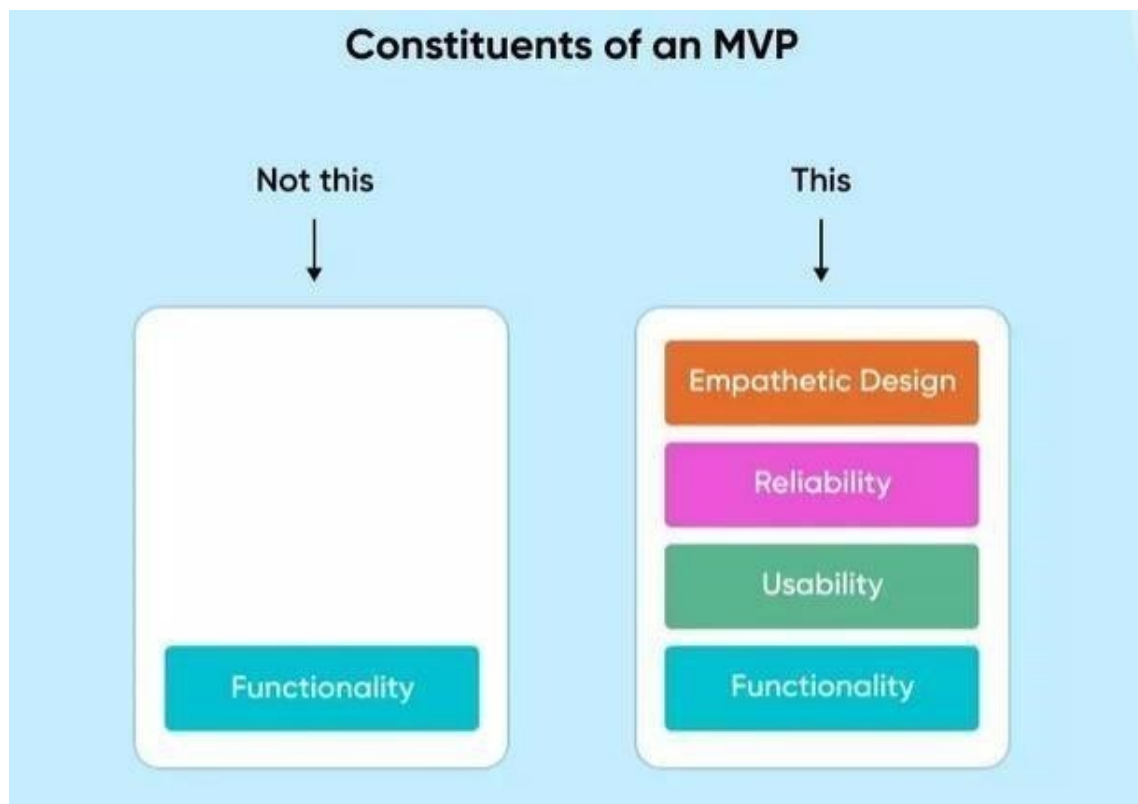 Constituents of an MVP
Not this
This
Functionality
Empathetic Design
Reliability
Usability
Functionality